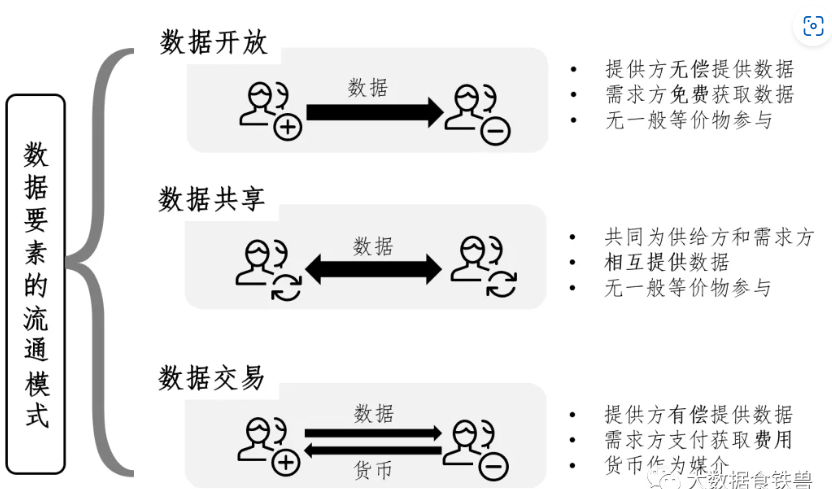 数据要素的流通模式
数据开放
数据
提供方无偿提供数据
需求方免费获取数据
无一般等价物参与
数据共享
数据
共同为供给方和需求方
相互提供数据
无一般等价物参与
数据交易
数据
货币
提供方有偿提供数据
需求方支付获取费用
货币作为媒介
大数据食铁兽